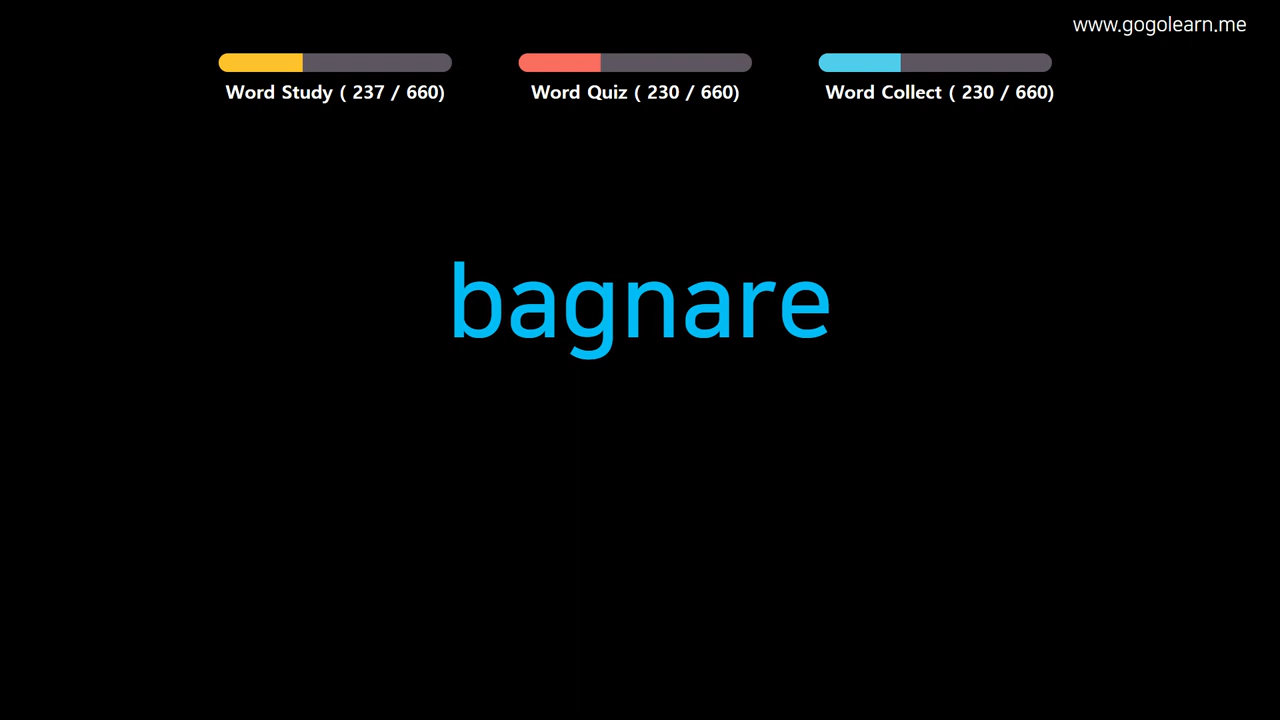 www.gogolearn.me
Word Study ( 237 / 660)
Word Quiz ( 230 / 660)
Word Collect ( 230 / 660)
bagnare